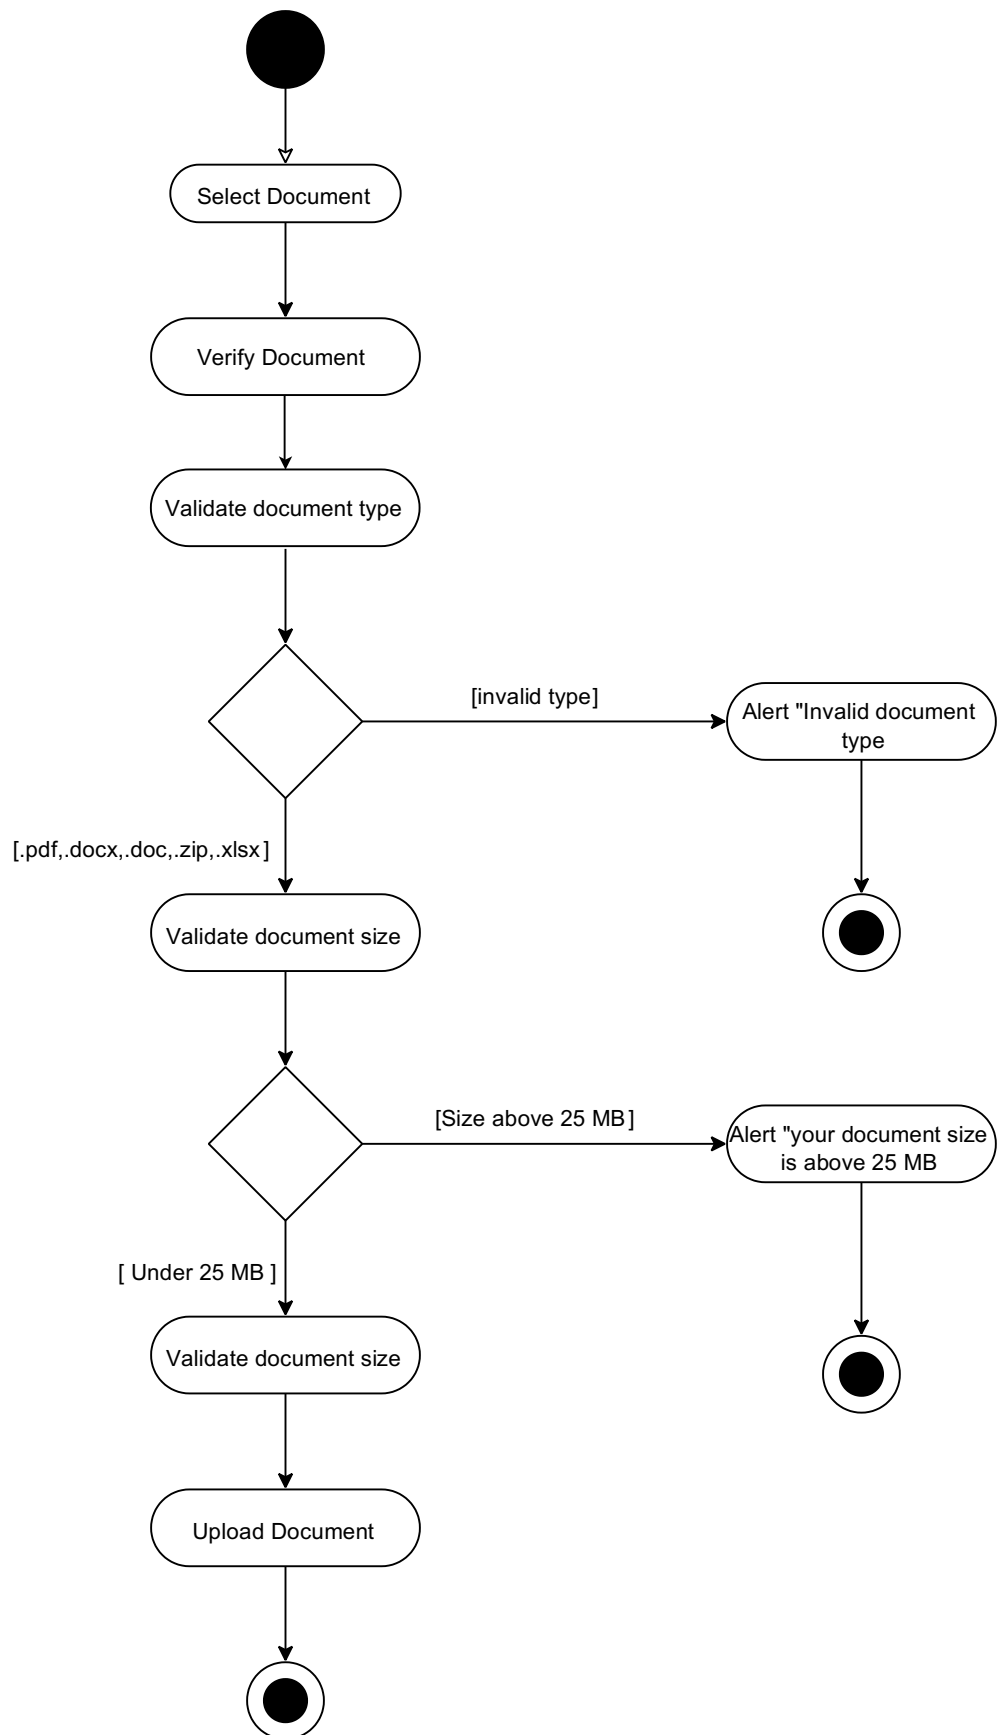 Select Document
Verify Document
Validate document type
[invalid type]
Alert "Invalid document
type
[.pdf,.docx,.doc,.zip,.xlsx]
Validate document size
[Size above 25 MB]
Alert "your document size
is above 25 MB
[ Under 25 MB ]
Validate document size
Upload Document